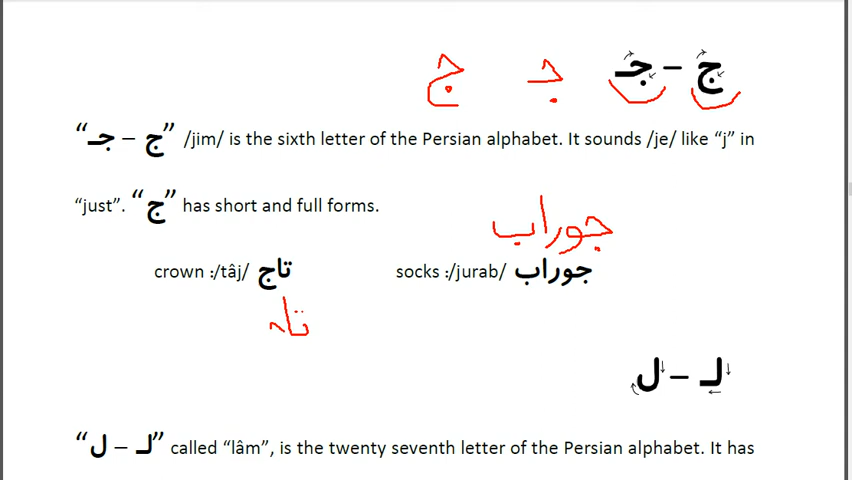 ج – جـ
ج جـ
“ج – جـ” /jim/ is the sixth letter of the Persian alphabet. It sounds /je/ like “j” in
“just”. “ج” has short and full forms.
جوراب
crown :/tâj/ تاج socks :/jurab/ جوراب
لـ – ل
“لـ – ل” called “lâm”, is the twenty seventh letter of the Persian alphabet. It has